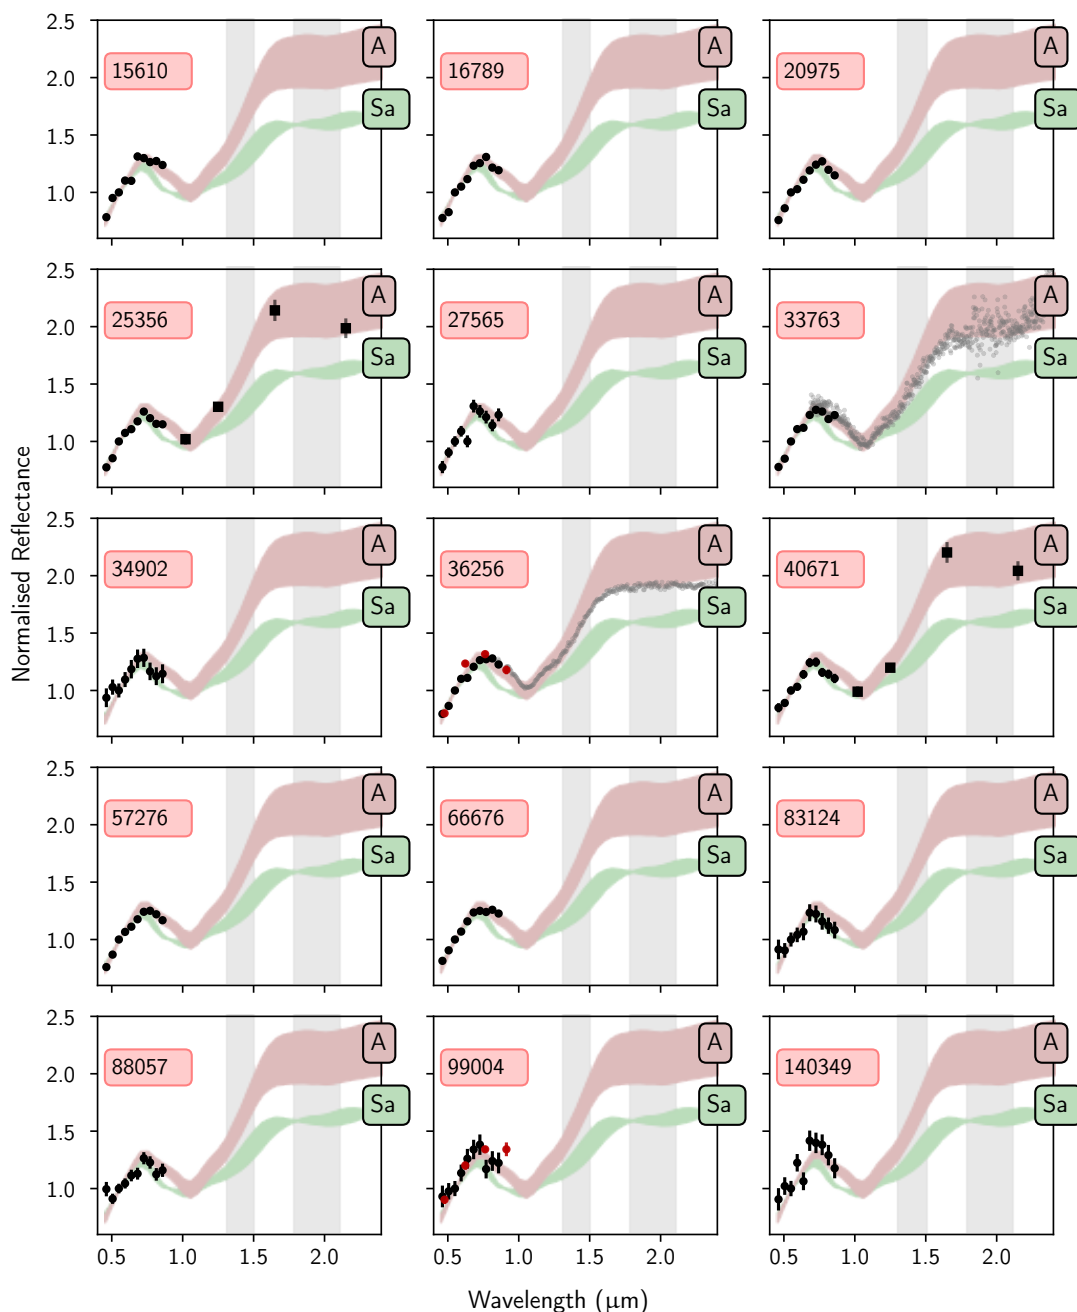 2.5
2.0
1.5
1.0
15610
A
Sa
16789
A
Sa
20975
A
Sa
2.5
2.0
1.5
1.0
25356
A
Sa
27565
A
Sa
33763
A
Sa
Normalised Reflectance
2.5
2.0
1.5
1.0
34902
A
Sa
36256
A
Sa
40671
A
Sa
2.5
2.0
1.5
1.0
57276
A
Sa
66676
A
Sa
83124
A
Sa
2.5
2.0
1.5
1.0
88057
A
Sa
99004
A
Sa
140349
A
Sa
0.5 1.0 1.5 2.0
0.5 1.0 1.5 2.0
0.5 1.0 1.5 2.0
Wavelength (μm)